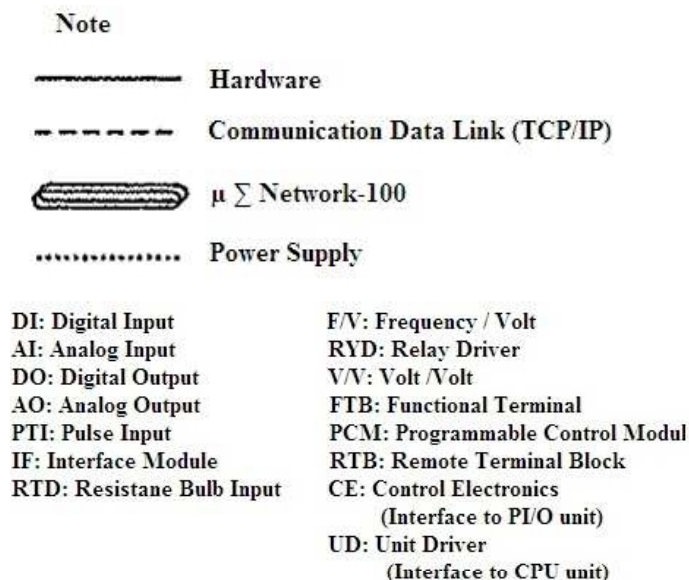 Note
Hardware
Communication Data Link (TCP/IP)
μ ∑ Network-100
Power Supply
DI: Digital Input
AI: Analog Input
DO: Digital Output
AO: Analog Output
PTI: Pulse Input
IF: Interface Module
RTD: Resistane Bulb Input
F/V: Frequency / Volt
RYD: Relay Driver
V/V: Volt /Volt
FTB: Functional Terminal
PCM: Programmable Control Modul
RTB: Remote Terminal Block
CE: Control Electronics
(Interface to PI/O unit)
UD: Unit Driver
(Interface to CPU unit)